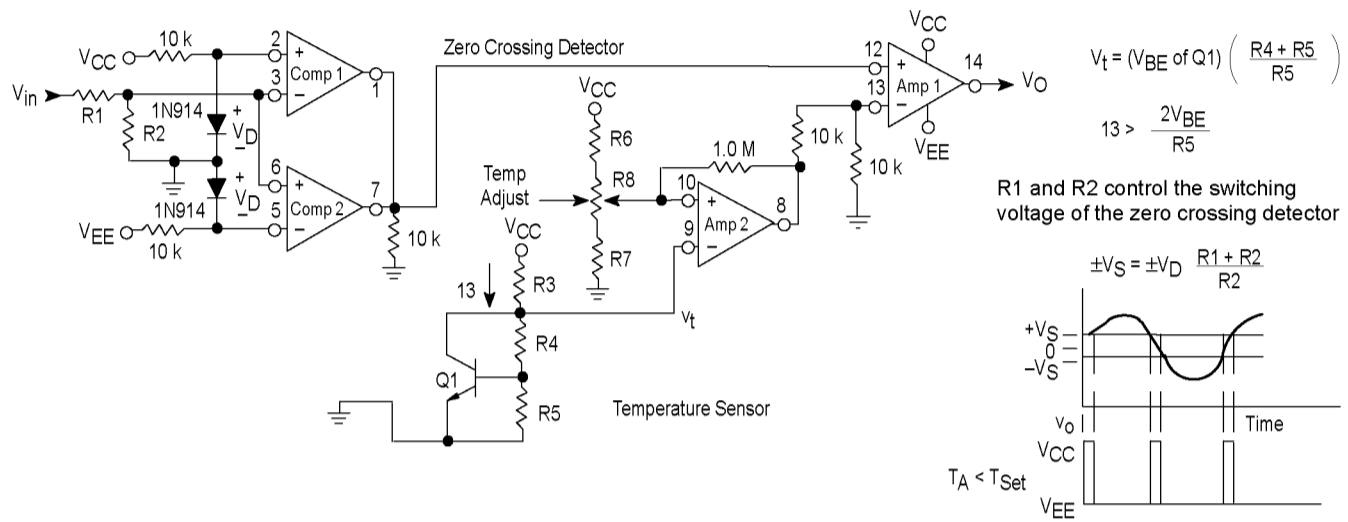 Zero Crossing Detector
VCC
10 k
2
+
3
Comp 1
−
1
Vin
R1
R2
1N914
+
VD
−
+
VD
−
1N914
6
+
5
Comp 2
−
7
VEE
10 k
10 k
VCC
R6
Temp
Adjust
R8
R7
1.0 M
10
+
9
Amp 2
−
8
VCC
12
+
13
Amp 1
−
14
VO
VEE
10 k
10 k
VCC
13
R3
Vt
R4
Q1
R5
Temperature Sensor
Vt = (VBE of Q1) ( R4 + R5 / R5 )
13 > 2VBE / R5
R1 and R2 control the switching
voltage of the zero crossing detector
±VS = ±VD R1 + R2 / R2
+VS
0
−VS
vo
Time
VCC
TA < TSet
VEE